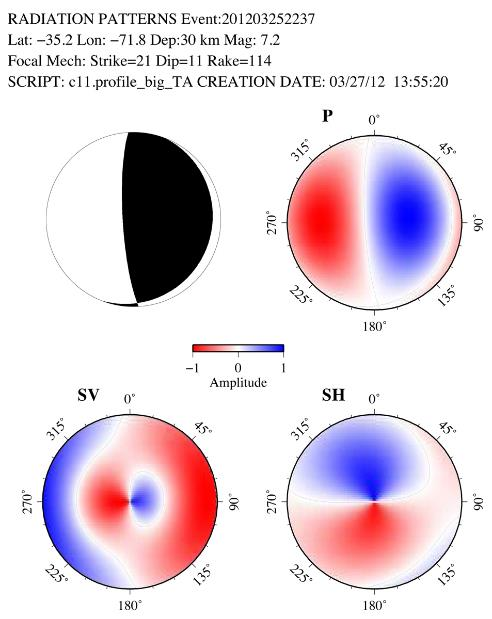 RADIATION PATTERNS Event:201203252237
Lat: −35.2 Lon: −71.8 Dep:30 km Mag: 7.2
Focal Mech: Strike=21 Dip=11 Rake=114
SCRIPT: c11.profile_big_TA CREATION DATE: 03/27/12 13:55:20
P
0°
315° 45°
270° 90°
225° 135°
180°
−1 0 1
Amplitude
SV SH
0° 0°
315° 45° 315° 45°
270° 90° 270° 90°
225° 135° 225° 135°
180° 180°